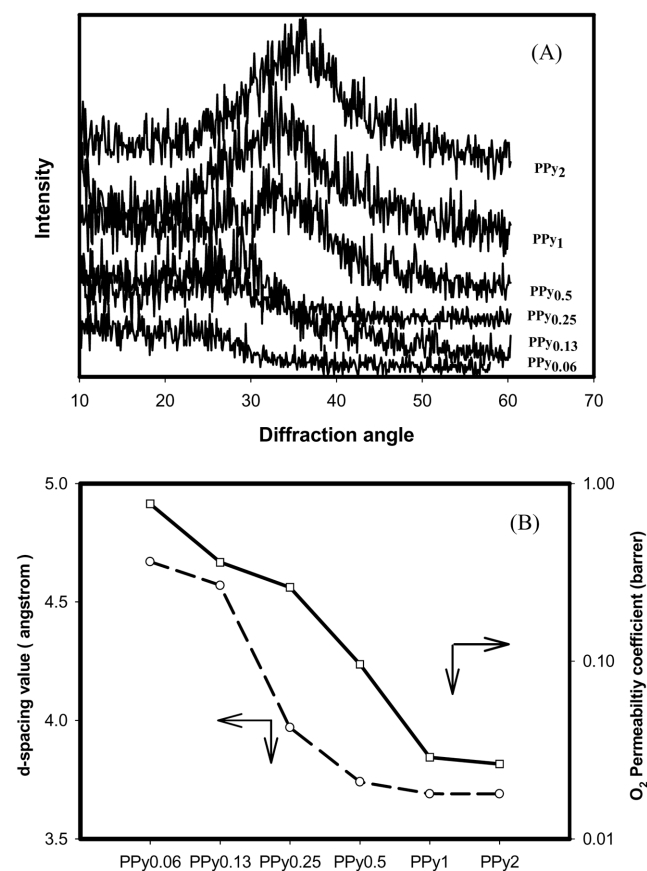 (A)
Intensity
PPy2
PPy1
PPy0.5
PPy0.25
PPy0.13
PPy0.06
10 20 30 40 50 60 70
Diffraction angle
5.0 1.00
(B)
4.5
d-spacing value ( angstrom )
O2 Permeabiltiy coefficient (barrer)
0.10
4.0
3.5 0.01
PPy0.06 PPy0.13 PPy0.25 PPy0.5 PPy1 PPy2